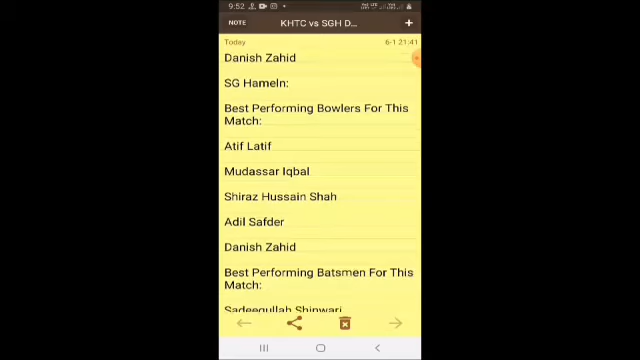 9:52
NOTE
KHTC vs SGH D...
+
Today
6-1 21:41
Danish Zahid
SG Hameln:
Best Performing Bowlers For This
Match:
Atif Latif
Mudassar Iqbal
Shiraz Hussain Shah
Adil Safder
Danish Zahid
Best Performing Batsmen For This
Match:
Sadeequllah Shinwari